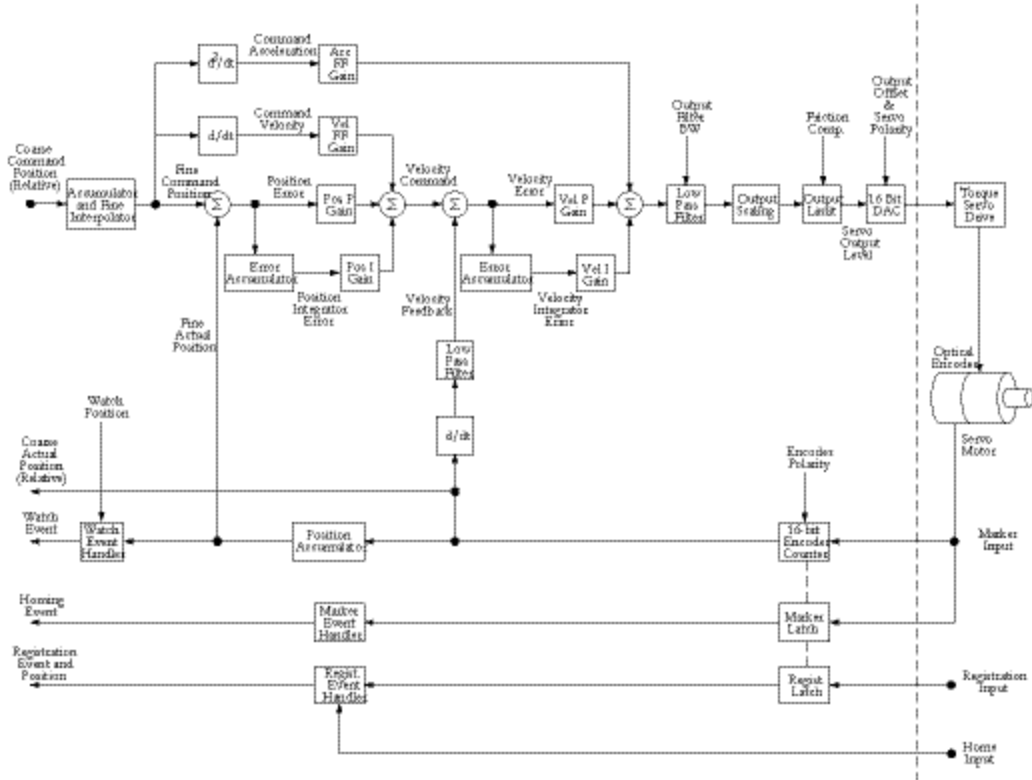 Command
Acceleration
d²/dt
Acc
FF
Gain
Output
Offset
& Servo
Polarity
Command
Velocity
d/dt
Vel
FF
Gain
Output
Filter
BW
Friction
Comp.
Coarse
Command
Position
(Relative)
Accumulator
and Fine
Interpolator
Fine
Command
Position
Σ
Position
Error
Pos P
Gain
Σ
Velocity
Command
Σ
Velocity
Error
Vel P
Gain
Σ
Low
Pass
Filter
Output
Scaling
Output
Limit
16 Bit
DAC
Torque
Servo
Drive
Servo
Output
Level
Error
Accumulator
Pos I
Gain
Position
Integrator
Error
Velocity
Feedback
Error
Accumulator
Vel I
Gain
Velocity
Integrator
Error
Fine
Actual
Position
Low
Pass
Filter
Optical
Encoder
Servo
Motor
Watch
Position
d/dt
Coarse
Actual
Position
(Relative)
Encoder
Polarity
Watch
Event
Watch
Event
Handler
Position
Accumulator
16-bit
Encoder
Counter
Marker
Input
Homing
Event
Marker
Event
Handler
Marker
Latch
Registration
Event and
Position
Regist.
Event
Handler
Regist
Latch
Registration
Input
Home
Input